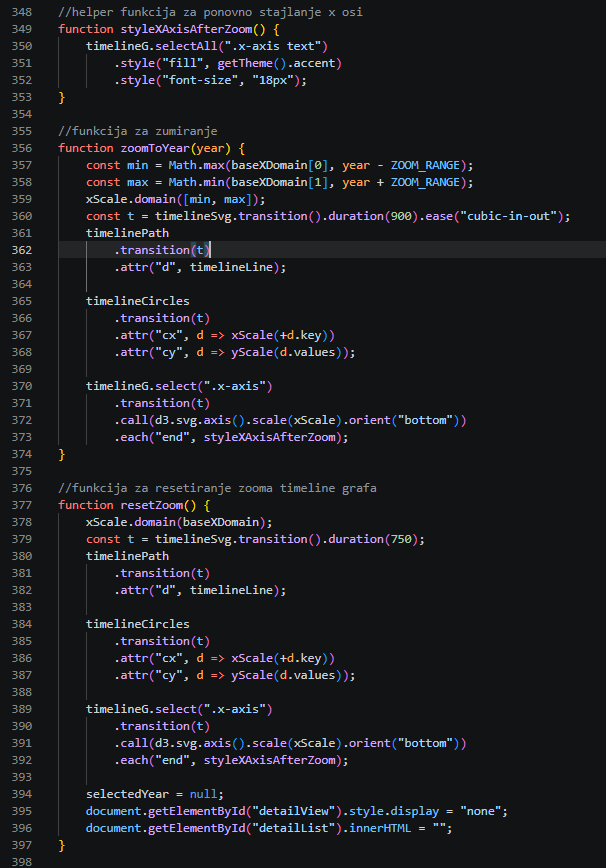 348 //helper funkcija za ponovno stajlanje x osi
349 function styleXAxisAfterZoom() {
350     timelineG.selectAll(".x-axis text")
351         .style("fill", getTheme().accent)
352         .style("font-size", "18px");
353 }
354
355 //funkcija za zumiranje
356 function zoomToYear(year) {
357     const min = Math.max(baseXDomain[0], year - ZOOM_RANGE);
358     const max = Math.min(baseXDomain[1], year + ZOOM_RANGE);
359     xScale.domain([min, max]);
360     const t = timelineSvg.transition().duration(900).ease("cubic-in-out");
361     timelinePath
362         .transition(t)
363         .attr("d", timelineLine);
364
365     timelineCircles
366         .transition(t)
367         .attr("cx", d => xScale(+d.key))
368         .attr("cy", d => yScale(d.values));
369
370     timelineG.select(".x-axis")
371         .transition(t)
372         .call(d3.svg.axis().scale(xScale).orient("bottom"))
373         .each("end", styleXAxisAfterZoom);
374 }
375
376 //funkcija za resetiranje zooma timeline grafa
377 function resetZoom() {
378     xScale.domain(baseXDomain);
379     const t = timelineSvg.transition().duration(750);
380     timelinePath
381         .transition(t)
382         .attr("d", timelineLine);
383
384     timelineCircles
385         .transition(t)
386         .attr("cx", d => xScale(+d.key))
387         .attr("cy", d => yScale(d.values));
388
389     timelineG.select(".x-axis")
390         .transition(t)
391         .call(d3.svg.axis().scale(xScale).orient("bottom"))
392         .each("end", styleXAxisAfterZoom);
393
394     selectedYear = null;
395     document.getElementById("detailView").style.display = "none";
396     document.getElementById("detailList").innerHTML = "";
397 }
398